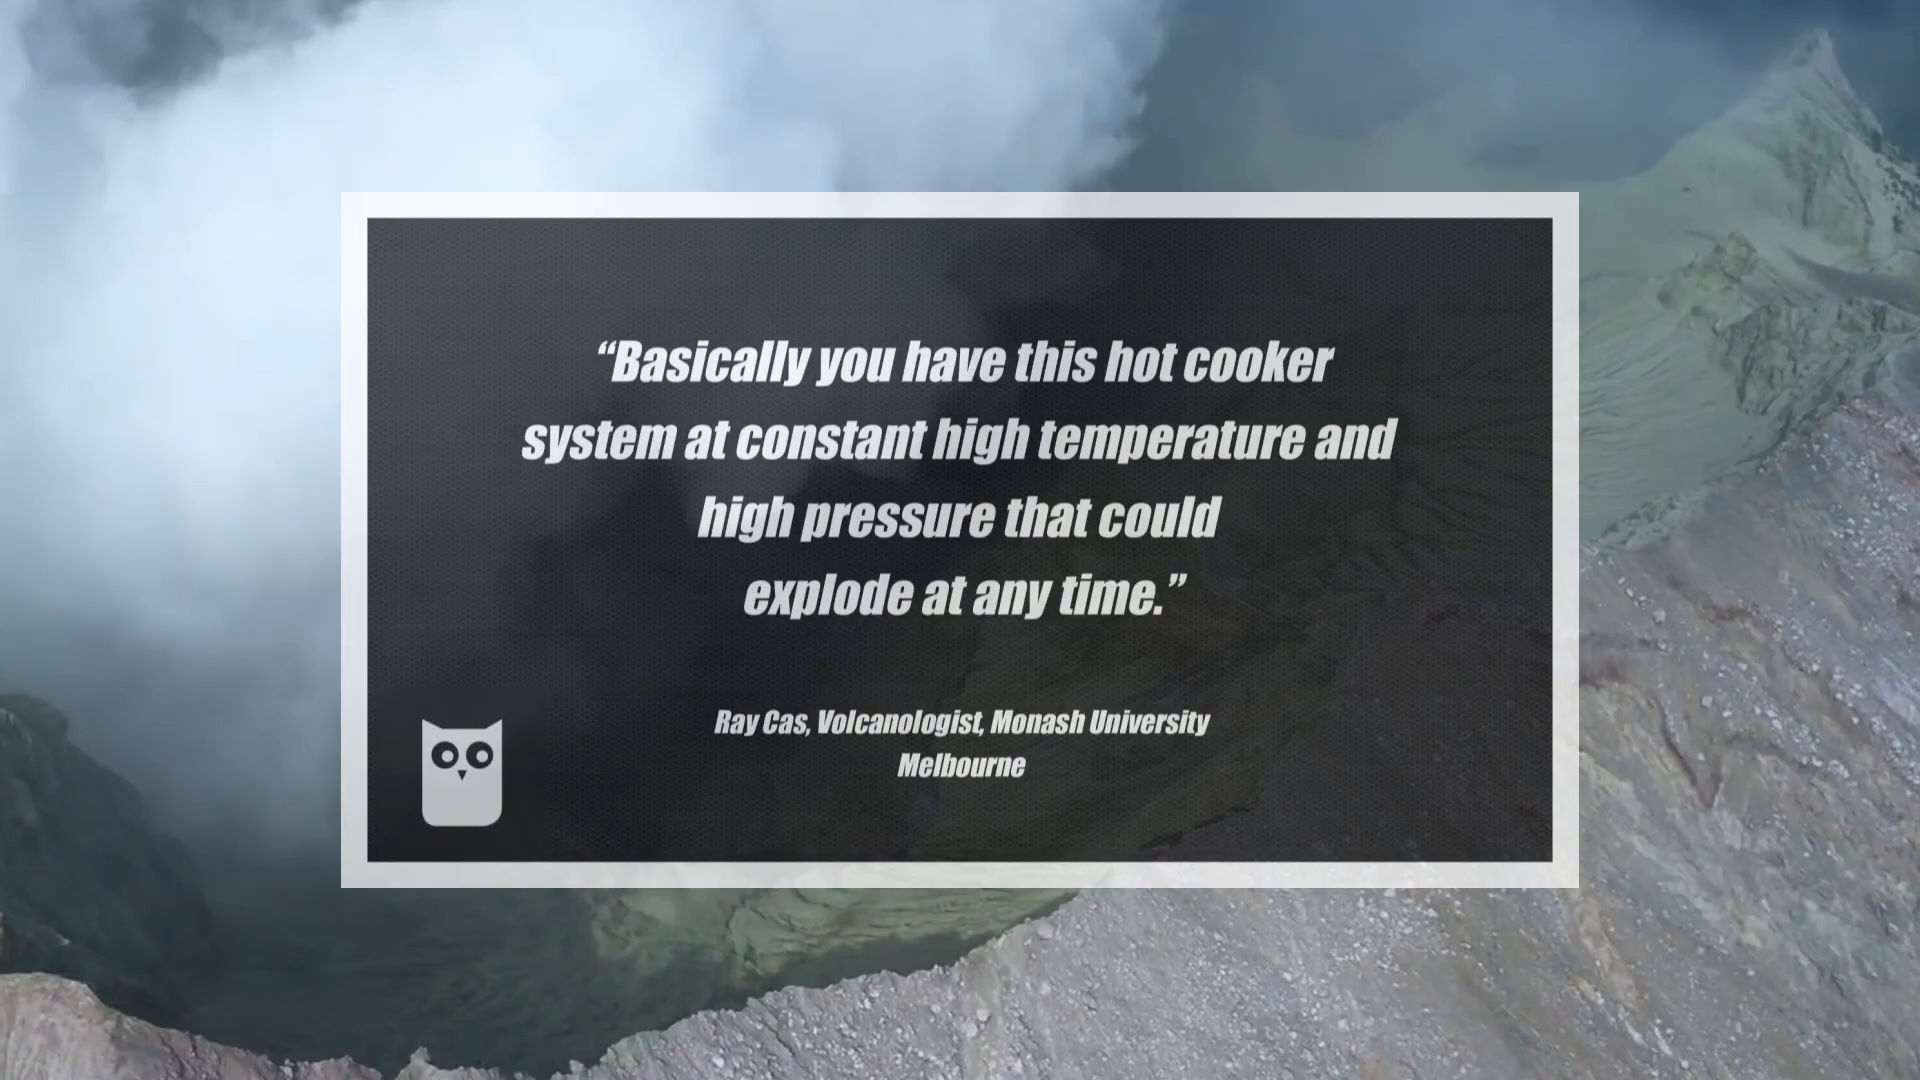 “Basically you have this hot cooker
system at constant high temperature and
high pressure that could
explode at any time.”
Ray Cas, Volcanologist, Monash University
Melbourne